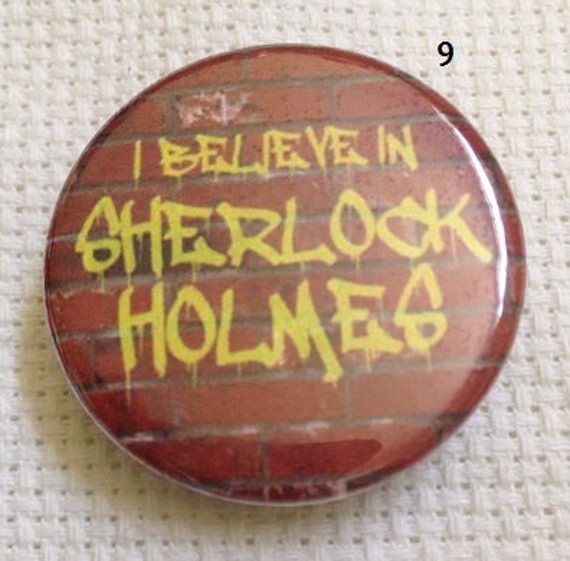 9
I BELIEVE IN
SHERLOCK
HOLMES